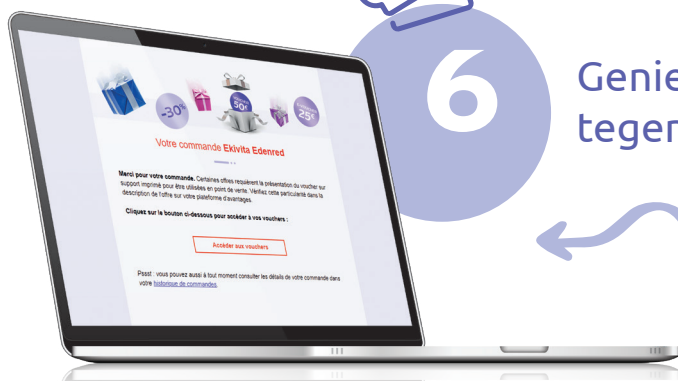 6
Genie
tegen
-30%
50€
25€
Votre commande Ekivita Edenred
Merci pour votre commande. Certaines offres requièrent la présentation du voucher sur
support imprimé pour être utilisées en point de vente. Vérifiez cette particularité dans la
description de l'offre sur votre plateforme d'avantages.
Cliquez sur le bouton ci-dessous pour accéder à vos vouchers :
Accéder aux vouchers
Pssst : vous pouvez aussi à tout moment consulter les détails de votre commande dans
votre historique de commandes.